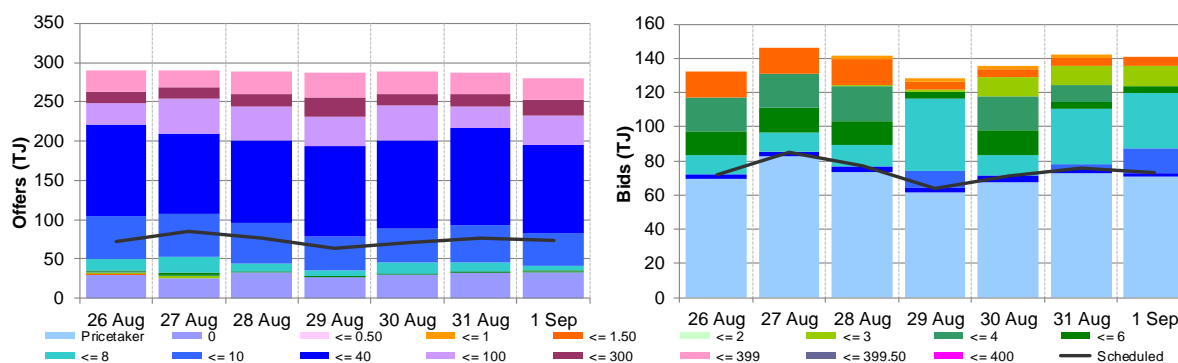 350
300
250
200
150
100
50
0
Offers (TJ)
26 Aug 27 Aug 28 Aug 29 Aug 30 Aug 31 Aug 1 Sep
160
140
120
100
80
60
40
20
0
Bids (TJ)
26 Aug 27 Aug 28 Aug 29 Aug 30 Aug 31 Aug 1 Sep
Pricetaker 0 <= 0.50 <= 1 <= 1.50 <= 2 <= 3 <= 4 <= 6
<= 8 <= 10 <= 40 <= 100 <= 300 <= 399 <= 399.50 <= 400 Scheduled